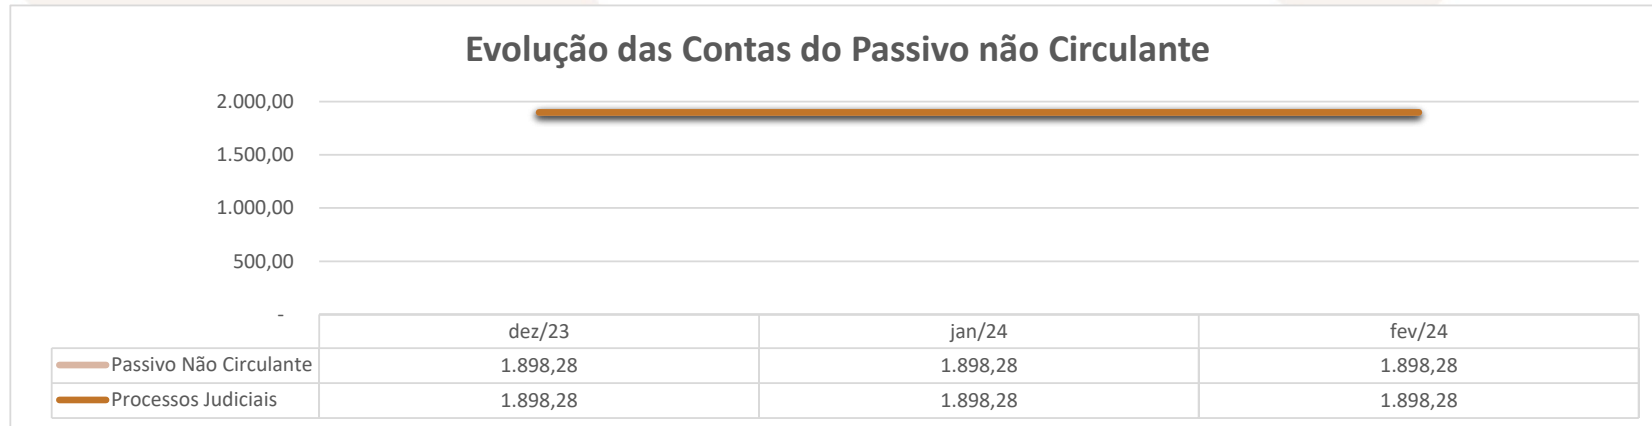 Evolução das Contas do Passivo não Circulante
2.000,00
1.500,00
1.000,00
500,00
-
dez/23 jan/24 fev/24
Passivo Não Circulante 1.898,28 1.898,28 1.898,28
Processos Judiciais 1.898,28 1.898,28 1.898,28